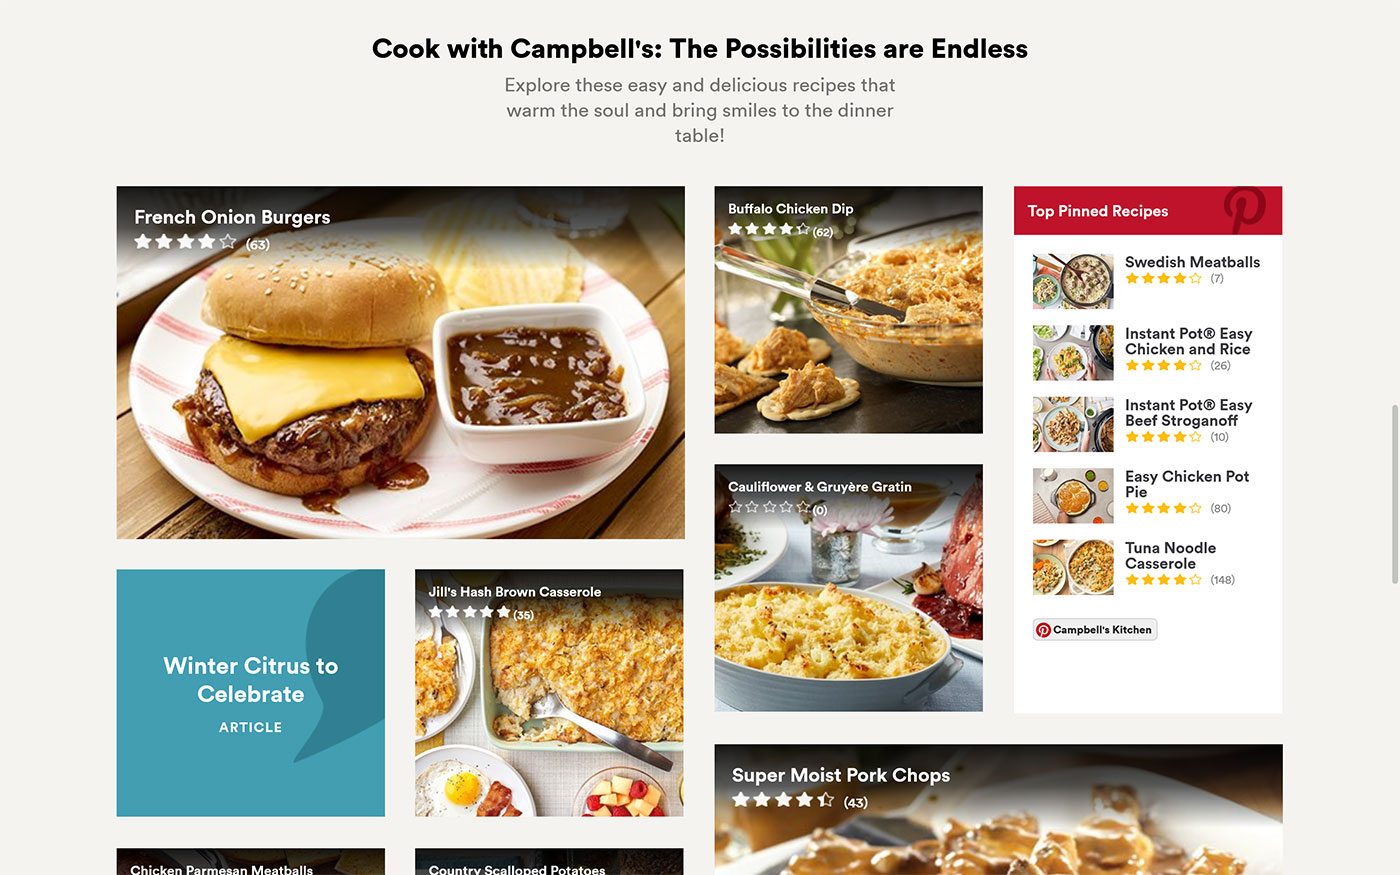 Cook with Campbell's: The Possibilities are Endless
Explore these easy and delicious recipes that
warm the soul and bring smiles to the dinner
table!
French Onion Burgers
(63)
Buffalo Chicken Dip
(62)
Top Pinned Recipes
Swedish Meatballs
(7)
Instant Pot® Easy
Chicken and Rice
(26)
Instant Pot® Easy
Beef Stroganoff
(10)
Easy Chicken Pot
Pie
(80)
Tuna Noodle
Casserole
(148)
Campbell's Kitchen
Cauliflower & Gruyère Gratin
(0)
Winter Citrus to
Celebrate
ARTICLE
Jill's Hash Brown Casserole
(35)
Super Moist Pork Chops
(43)
Chicken Parmesan Meatballs
Country Scalloped Potatoes